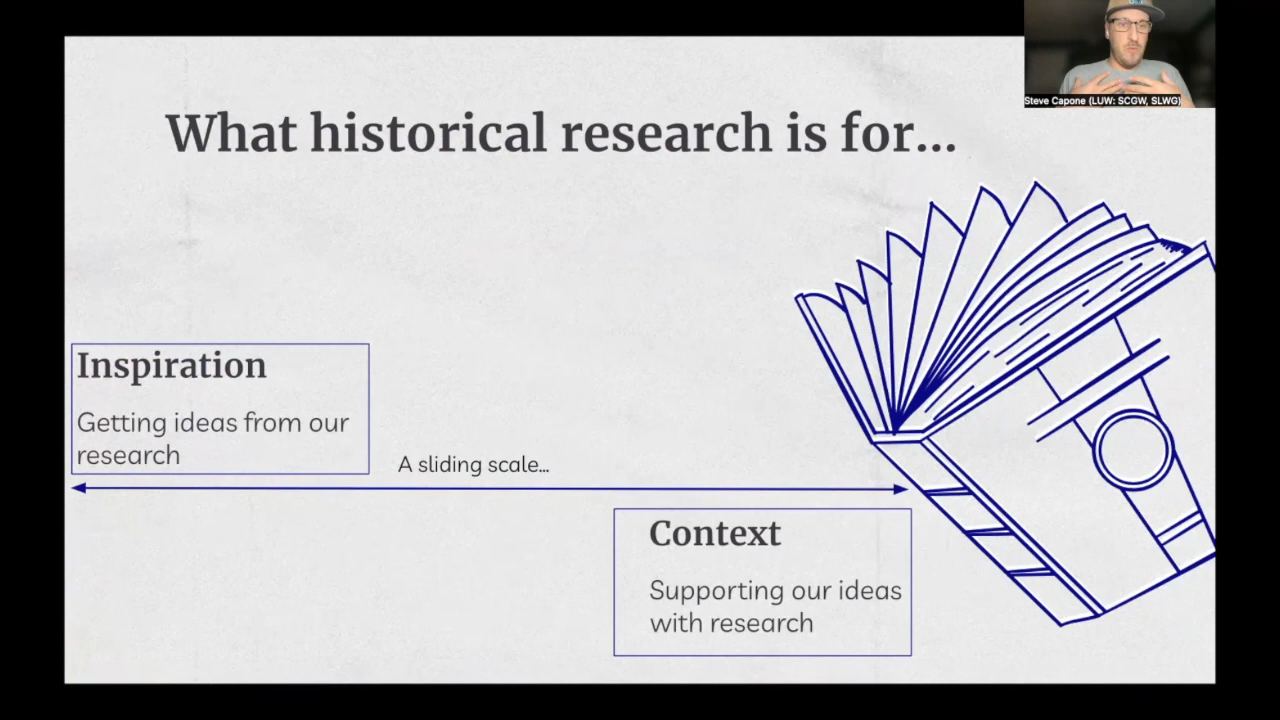 Steve Capone (LUW: SCGW, SLWG)
What historical research is for...
Inspiration
Getting ideas from our
research
A sliding scale...
Context
Supporting our ideas
with research